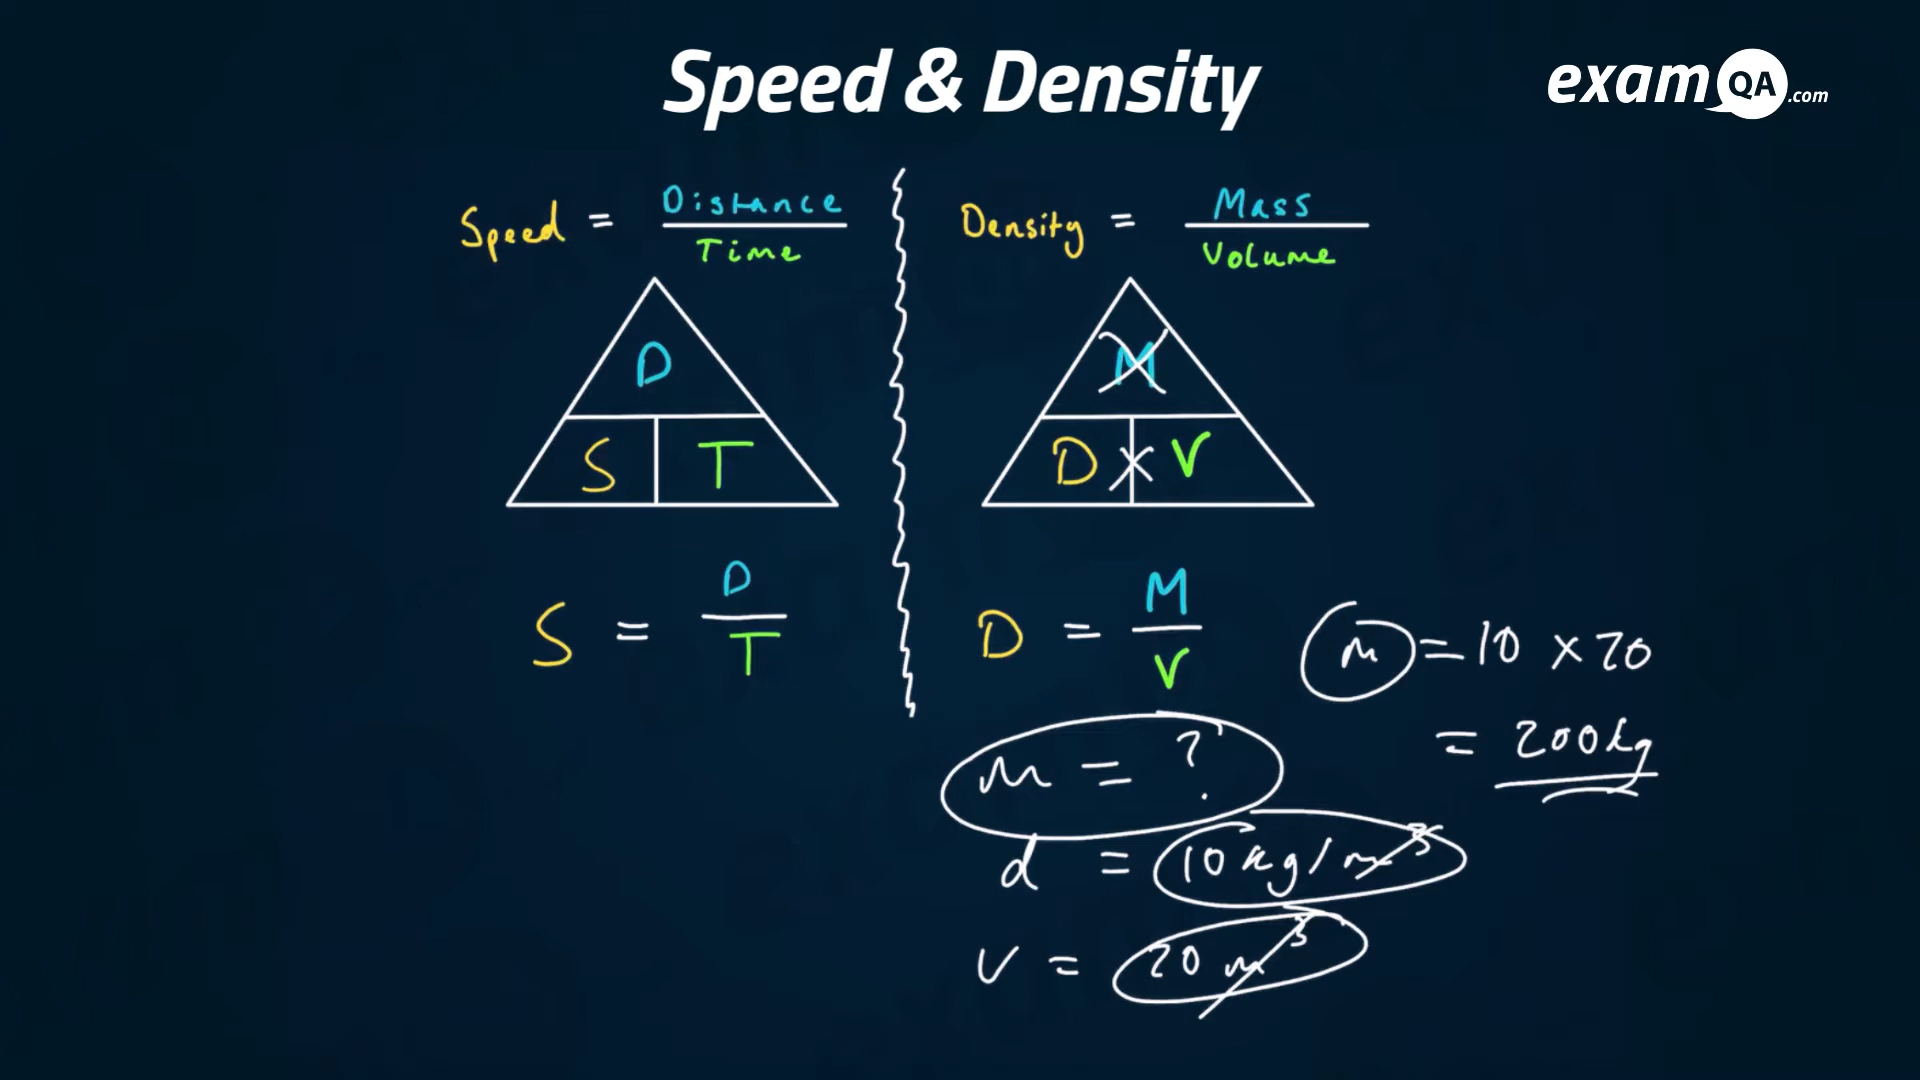 Speed & Density
examQA.com
Speed = Distance
Time
D
S T
S = D
T
Density = Mass
Volume
M
D × V
D = M
V
m = 10 × 20
= 200kg
m = ?
d = 10 kg/m³
v = 20 m³